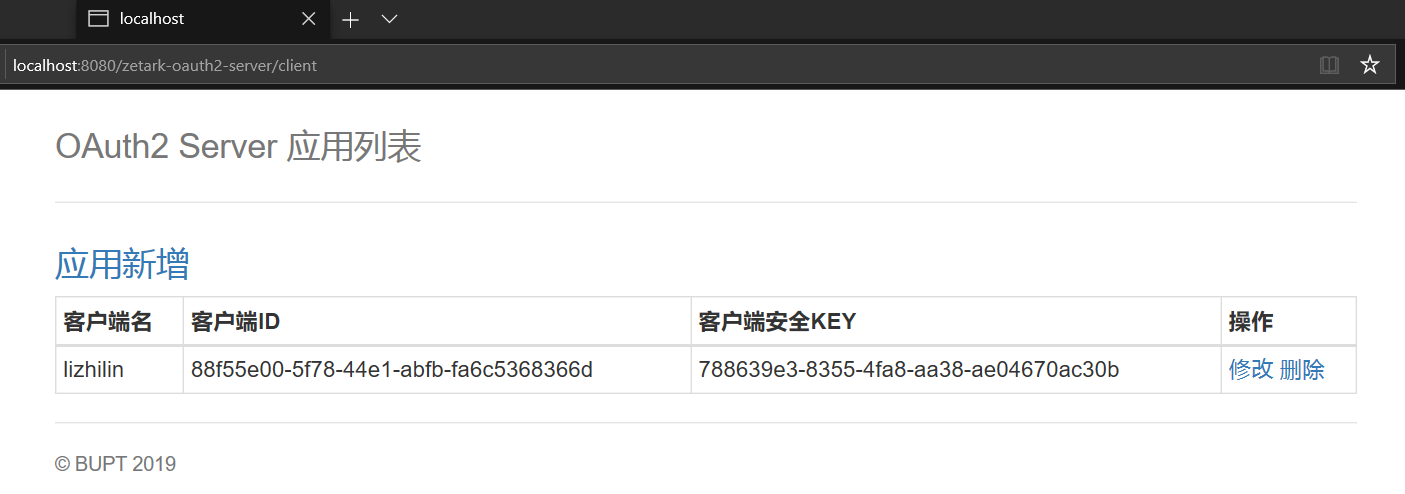 localhost
localhost:8080/zetark-oauth2-server/client
OAuth2 Server 应用列表
应用新增
客户端名 客户端ID 客户端安全KEY 操作
lizhilin 88f55e00-5f78-44e1-abfb-fa6c5368366d 788639e3-8355-4fa8-aa38-ae04670ac30b 修改 删除
© BUPT 2019